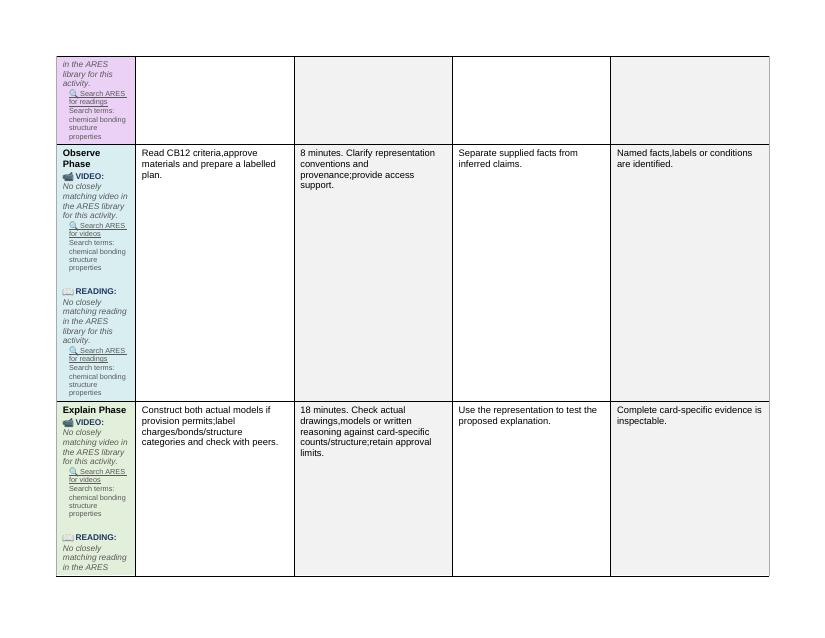 in the ARES
library for this
activity.
🔍 Search ARES
for readings
Search terms:
chemical bonding
structure
properties
Observe
Phase
📹 VIDEO:
No closely
matching video in
the ARES library
for this activity.
🔍 Search ARES
for videos
Search terms:
chemical bonding
structure
properties
📖 READING:
No closely
matching reading
in the ARES
library for this
activity.
🔍 Search ARES
for readings
Search terms:
chemical bonding
structure
properties
Read CB12 criteria,approve
materials and prepare a labelled
plan.
8 minutes. Clarify representation
conventions and
provenance;provide access
support.
Separate supplied facts from
inferred claims.
Named facts,labels or conditions
are identified.
Explain Phase
📹 VIDEO:
No closely
matching video in
the ARES library
for this activity.
🔍 Search ARES
for videos
Search terms:
chemical bonding
structure
properties
📖 READING:
No closely
matching reading
in the ARES
Construct both actual models if
provision permits;label
charges/bonds/structure
categories and check with peers.
18 minutes. Check actual
drawings,models or written
reasoning against card-specific
counts/structure;retain approval
limits.
Use the representation to test the
proposed explanation.
Complete card-specific evidence is
inspectable.